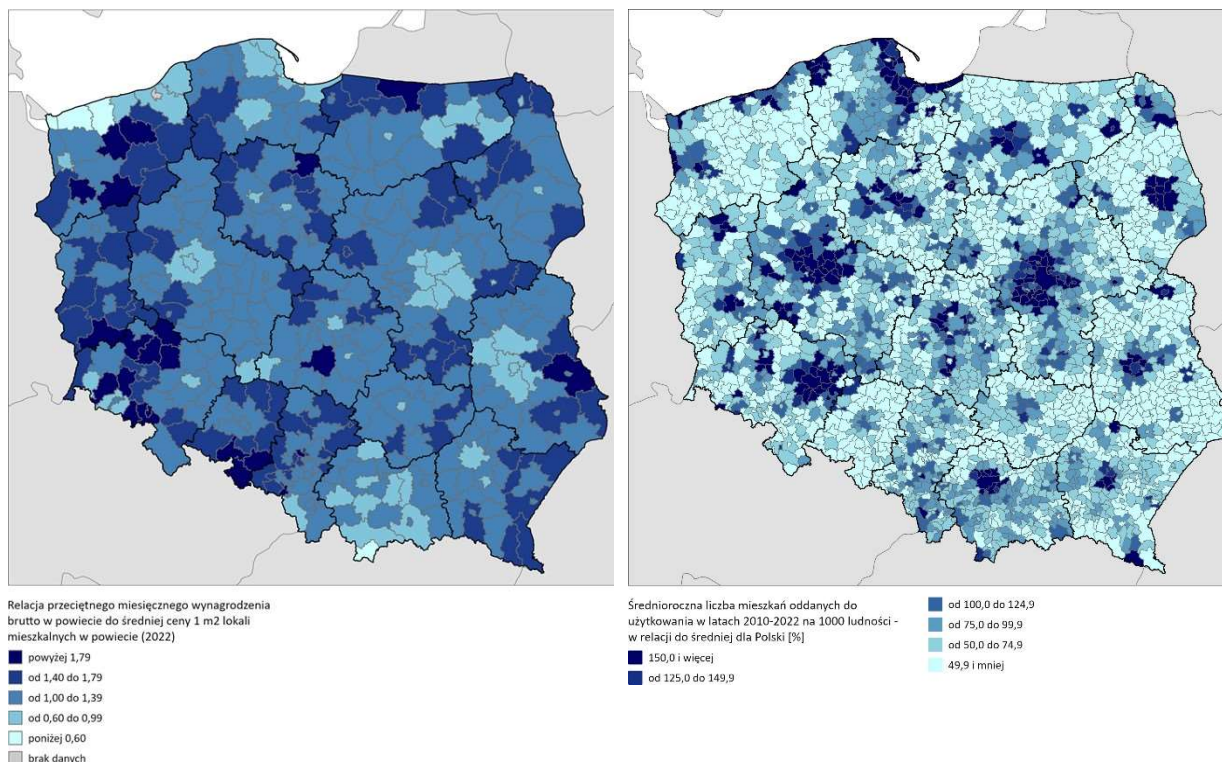 Relacja przeciętnego miesięcznego wynagrodzenia
brutto w powiecie do średniej ceny 1 m2 lokali
mieszkalnych w powiecie (2022)
powyżej 1,79
od 1,40 do 1,79
od 1,00 do 1,39
od 0,60 do 0,99
poniżej 0,60
brak danych
Średnioroczna liczba mieszkań oddanych do
użytkowania w latach 2010-2022 na 1000 ludności -
w relacji do średniej dla Polski [%]
150,0 i więcej
od 125,0 do 149,9
od 100,0 do 124,9
od 75,0 do 99,9
od 50,0 do 74,9
49,9 i mniej